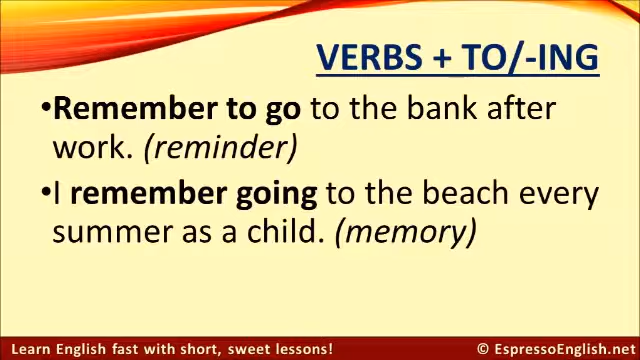 VERBS + TO/-ING
•Remember to go to the bank after
work. (reminder)
•I remember going to the beach every
summer as a child. (memory)
Learn English fast with short, sweet lessons!
© EspressoEnglish.net